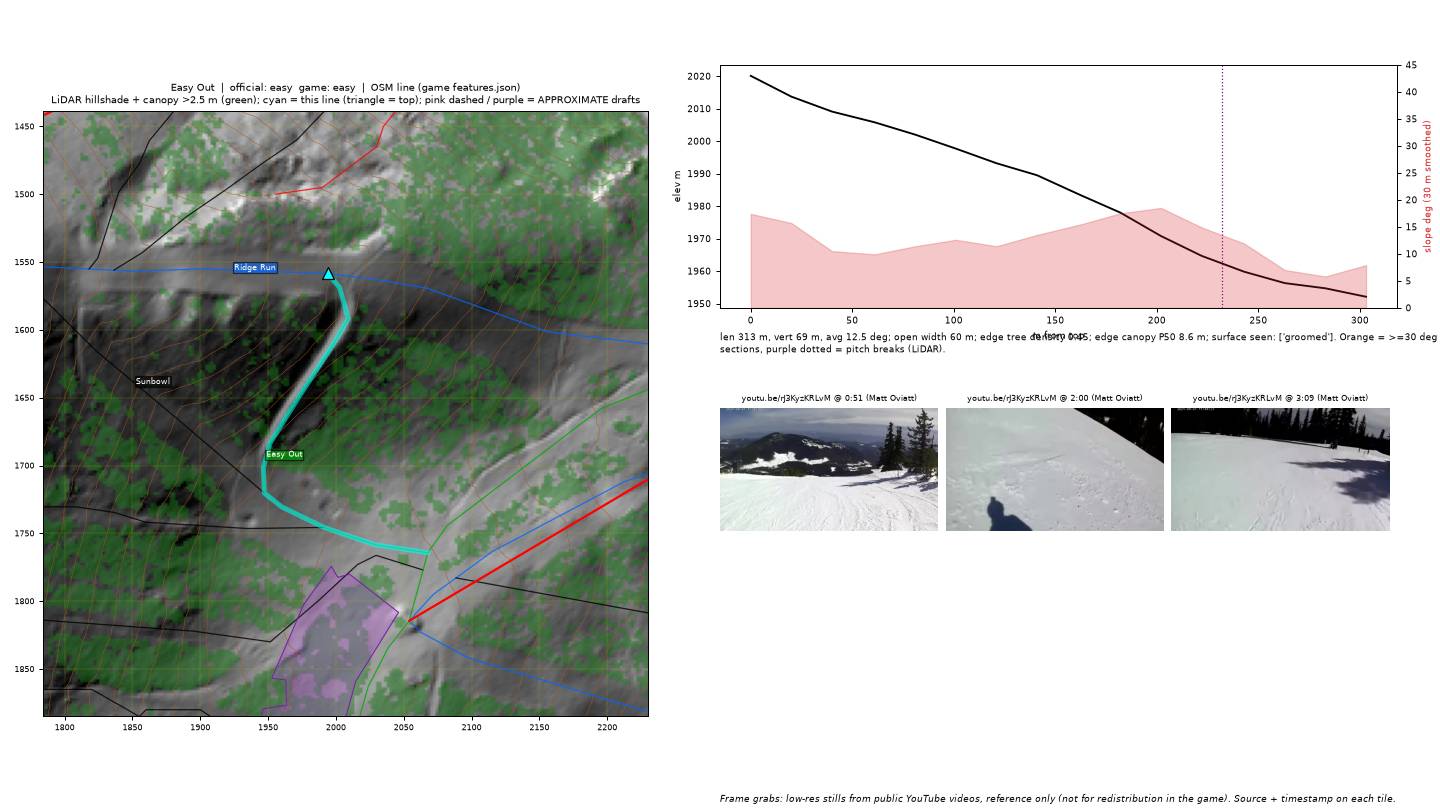 Easy Out | official: easy game: easy | OSM line (game features.json)
LiDAR hillshade + canopy >2.5 m (green); cyan = this line (triangle = top); pink dashed / purple = APPROXIMATE drafts
1450
1500
1550
1600
1650
1700
1750
1800
1850
1800 1850 1900 1950 2000 2050 2100 2150 2200
Ridge Run
Sunbowl
Easy Out
elev m
2020
2010
2000
1990
1980
1970
1960
1950
0 50 100 150 200 250 300
45
40
35
30
25
20
15
10
5
0
slope deg (30 m smoothed)
len 313 m, vert 69 m, avg 12.5 deg; open width 60 m; edge tree density 0.45; edge canopy P50 8.6 m; surface seen: ['groomed']. Orange = >=30 deg
sections, purple dotted = pitch breaks (LiDAR).
youtu.be/rJ3KyzKRLvM @ 0:51 (Matt Oviatt)
youtu.be/rJ3KyzKRLvM @ 2:00 (Matt Oviatt)
youtu.be/rJ3KyzKRLvM @ 3:09 (Matt Oviatt)
Frame grabs: low-res stills from public YouTube videos, reference only (not for redistribution in the game). Source + timestamp on each tile.